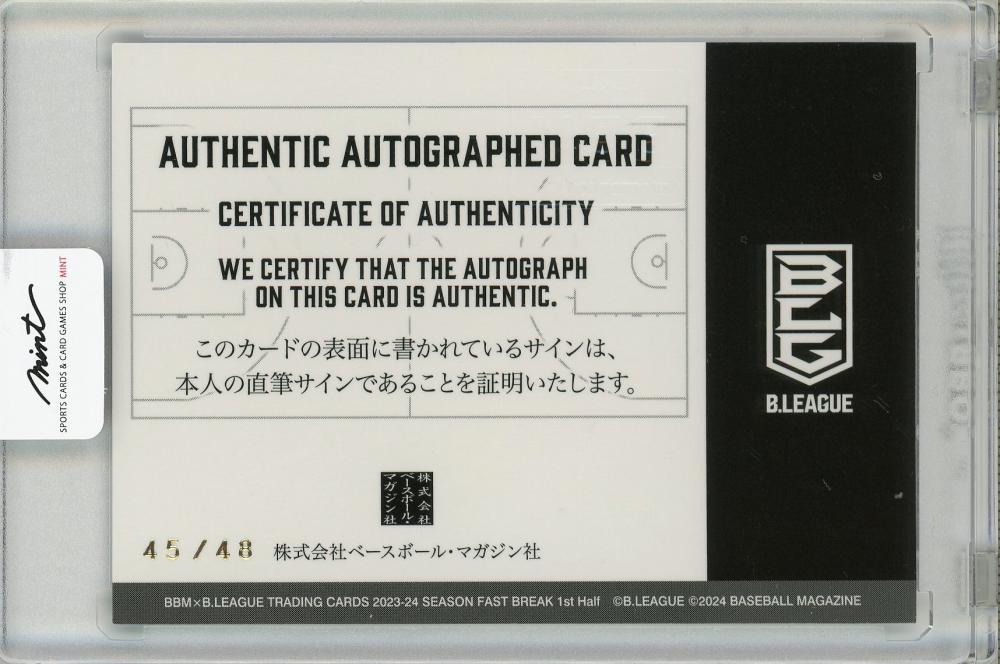 AUTHENTIC AUTOGRAPHED CARD
CERTIFICATE OF AUTHENTICITY
WE CERTIFY THAT THE AUTOGRAPH
ON THIS CARD IS AUTHENTIC.
このカードの表面に書かれているサインは、
本人の直筆サインであることを証明いたします。
株式会社
ベースボール・
マガジン社
45/48 株式会社ベースボール・マガジン社
BBM×B.LEAGUE TRADING CARDS 2023-24 SEASON FAST BREAK 1st Half ©B.LEAGUE ©2024 BASEBALL MAGAZINE
BLG
B.LEAGUE
mint
SPORTS CARDS & CARD GAMES SHOP MINT